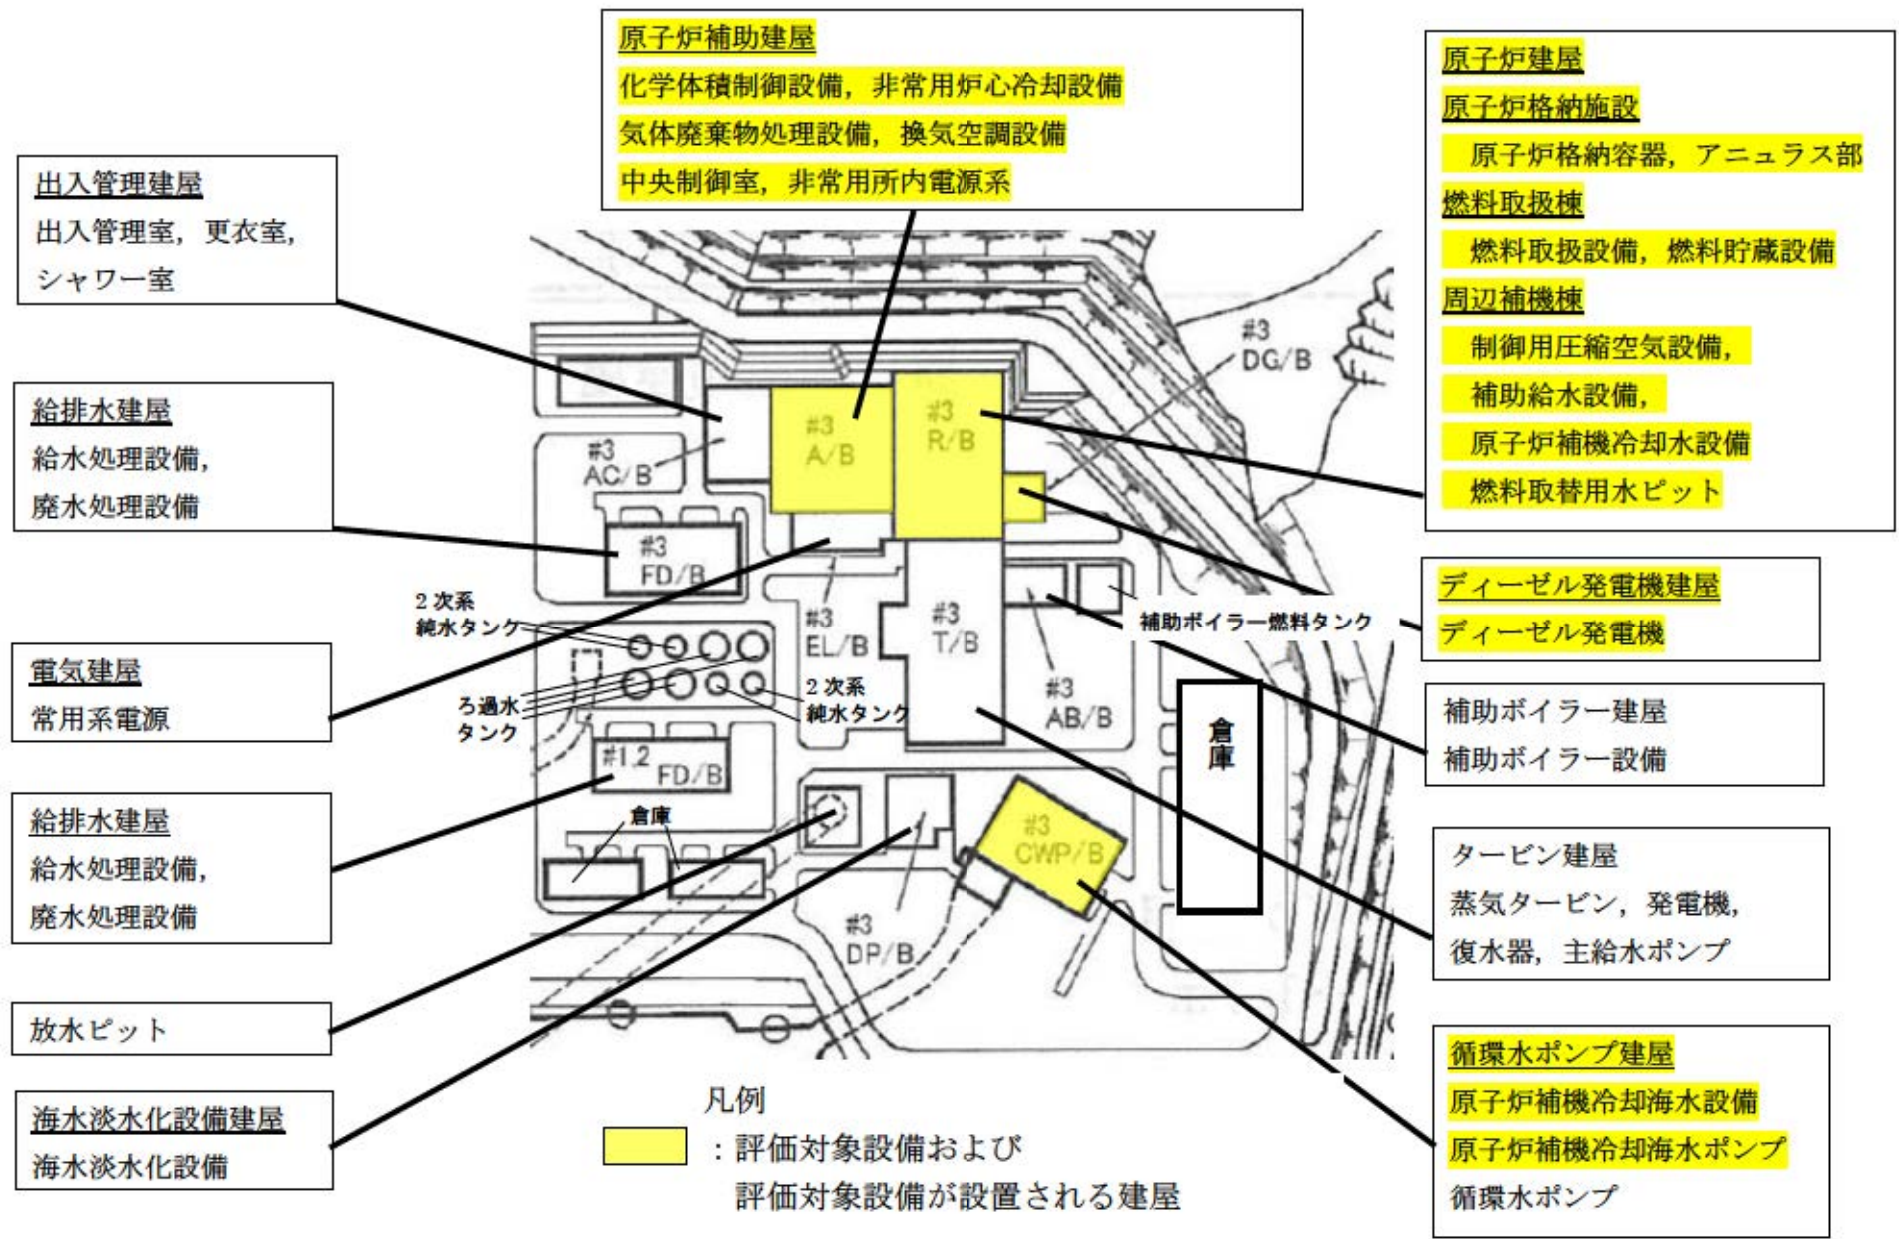 原子炉補助建屋
化学体積制御設備，非常用炉心冷却設備
気体廃棄物処理設備，換気空調設備
中央制御室，非常用所内電源系
原子炉建屋
原子炉格納施設
原子炉格納容器，アニュラス部
燃料取扱棟
燃料取扱設備，燃料貯蔵設備
周辺補機棟
制御用圧縮空気設備，
補助給水設備，
原子炉補機冷却水設備
燃料取替用水ピット
出入管理建屋
出入管理室，更衣室，
シャワー室
給排水建屋
給水処理設備，
廃水処理設備
電気建屋
常用系電源
給排水建屋
給水処理設備，
廃水処理設備
放水ピット
海水淡水化設備建屋
海水淡水化設備
#3
DG/B
#3
R/B
#3
A/B
#3
AC/B
#3
FD/B
2次系
純水タンク
#3
EL/B
#3
T/B
補助ボイラー燃料タンク
#3
AB/B
ろ過水
タンク
2次系
純水タンク
#1,2
FD/B
倉庫
倉庫
#3
CWP/B
#3
DP/B
ディーゼル発電機建屋
ディーゼル発電機
補助ボイラー建屋
補助ボイラー設備
タービン建屋
蒸気タービン，発電機，
復水器，主給水ポンプ
循環水ポンプ建屋
原子炉補機冷却海水設備
原子炉補機冷却海水ポンプ
循環水ポンプ
凡例
：評価対象設備および
評価対象設備が設置される建屋